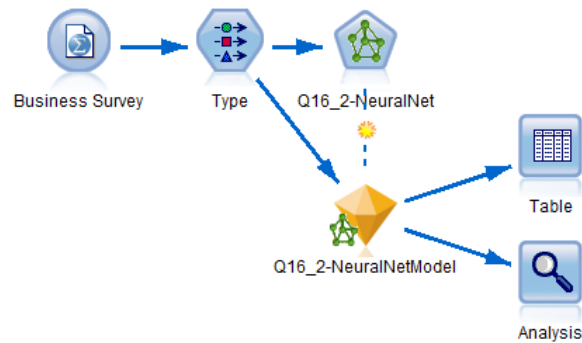 Business Survey
Type
Q16_2-NeuralNet
Table
Q16_2-NeuralNetModel
Analysis